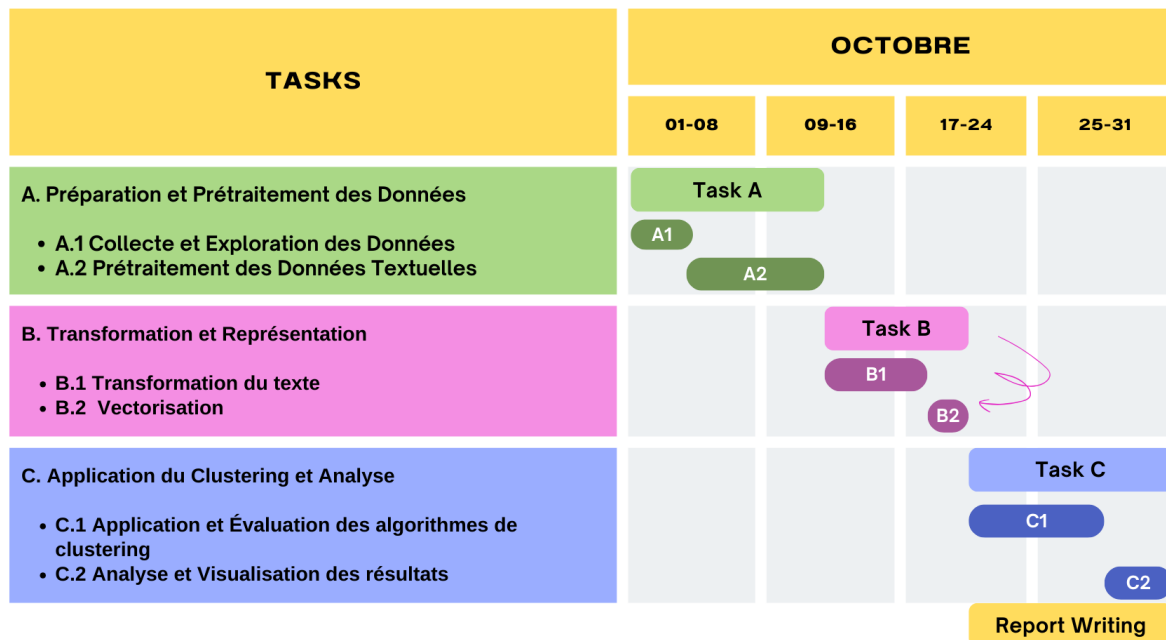 TASKS
OCTOBRE
01-08
09-16
17-24
25-31
A. Préparation et Prétraitement des Données
• A.1 Collecte et Exploration des Données
• A.2 Prétraitement des Données Textuelles
Task A
A1
A2
B. Transformation et Représentation
• B.1 Transformation du texte
• B.2 Vectorisation
Task B
B1
B2
C. Application du Clustering et Analyse
• C.1 Application et Évaluation des algorithmes de
clustering
• C.2 Analyse et Visualisation des résultats
Task C
C1
C2
Report Writing